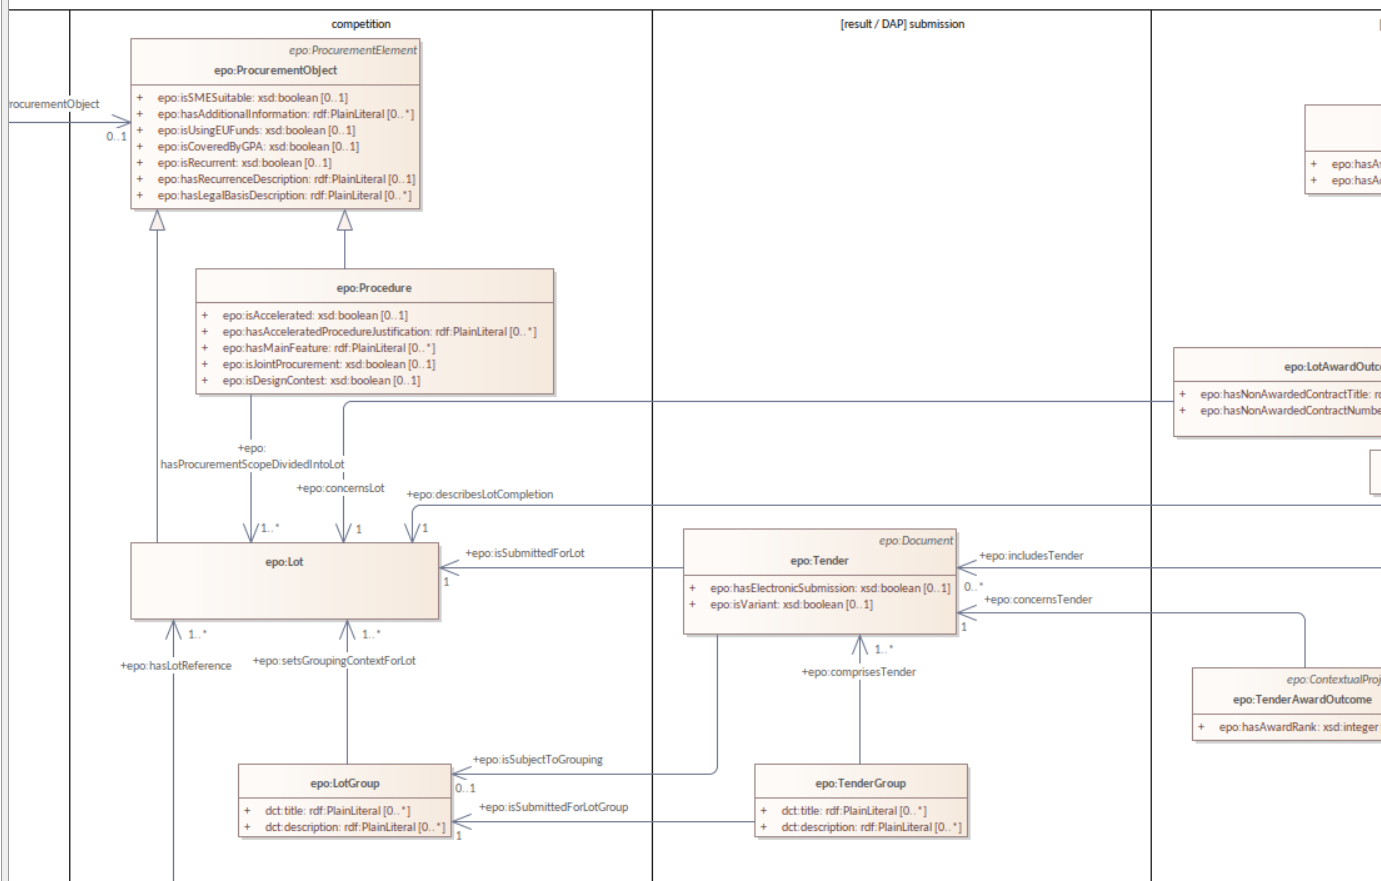 competition
[result / DAP] submission
[
epo:ProcurementElement
epo:ProcurementObject
+ epo:isSMESuitable: xsd:boolean [0..1]
+ epo:hasAdditionalInformation: rdf:PlainLiteral [0..*]
+ epo:isUsingEUFunds: xsd:boolean [0..1]
+ epo:isCoveredByGPA: xsd:boolean [0..1]
+ epo:isRecurrent: xsd:boolean [0..1]
+ epo:hasRecurrenceDescription: rdf:PlainLiteral [0..1]
+ epo:hasLegalBasisDescription: rdf:PlainLiteral [0..*]
rocurementObject
0..1
+ epo:hasA
+ epo:hasA
epo:Procedure
+ epo:isAccelerated: xsd:boolean [0..1]
+ epo:hasAcceleratedProcedureJustification: rdf:PlainLiteral [0..*]
+ epo:hasMainFeature: rdf:PlainLiteral [0..*]
+ epo:isJointProcurement: xsd:boolean [0..1]
+ epo:isDesignContest: xsd:boolean [0..1]
epo:LotAwardOutc
+ epo:hasNonAwardedContractTitle: r
+ epo:hasNonAwardedContractNumbe
+epo:
hasProcurementScopeDividedIntoLot
+epo:concernsLot
+epo:describesLotCompletion
1..*
1
1
epo:Lot
+epo:isSubmittedForLot
1
epo:Document
epo:Tender
+ epo:hasElectronicSubmission: xsd:boolean [0..1]
+ epo:isVariant: xsd:boolean [0..1]
+epo:includesTender
0..*
+epo:concernsTender
1
1..*
1..*
+epo:hasLotReference
+epo:setsGroupingContextForLot
1..*
+epo:comprisesTender
epo:ContextualProj
epo:TenderAwardOutcome
+ epo:hasAwardRank: xsd:integer
+epo:isSubjectToGrouping
0..1
+epo:isSubmittedForLotGroup
1
epo:LotGroup
+ dct:title: rdf:PlainLiteral [0..*]
+ dct:description: rdf:PlainLiteral [0..*]
epo:TenderGroup
+ dct:title: rdf:PlainLiteral [0..*]
+ dct:description: rdf:PlainLiteral [0..*]